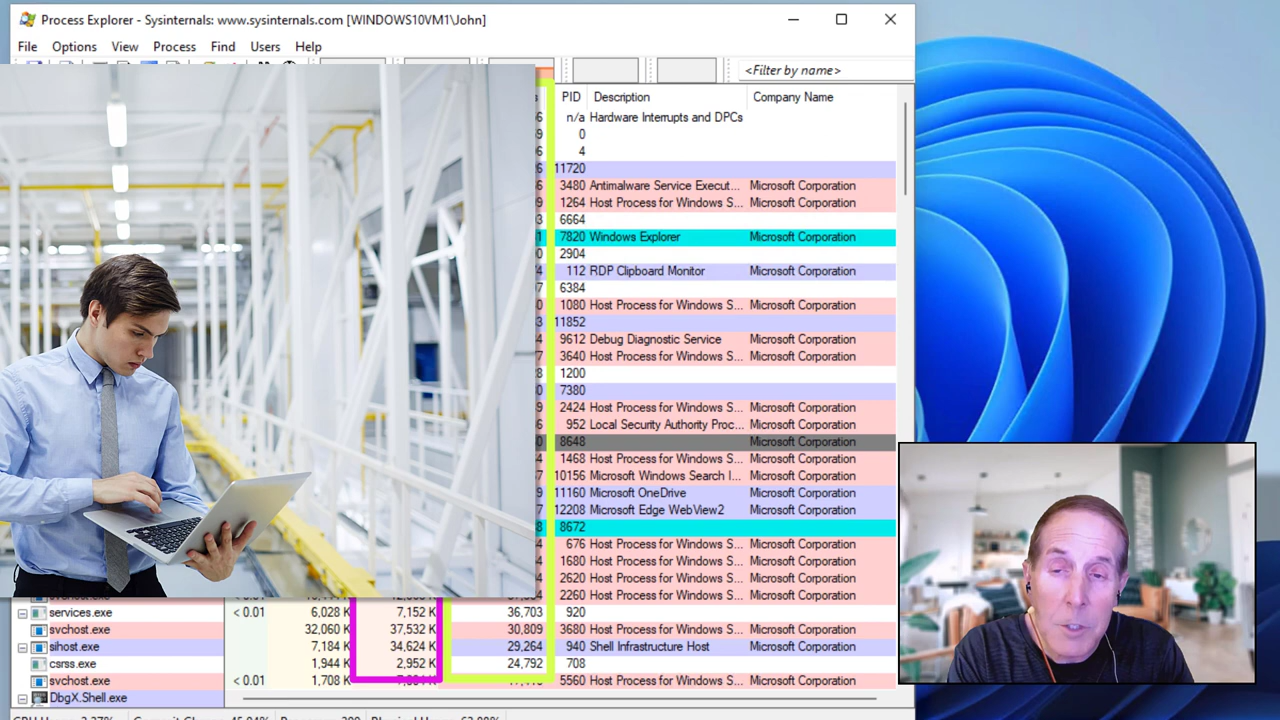 Process Explorer - Sysinternals: www.sysinternals.com [WINDOWS10VM1\John]
File Options View Process Find Users Help
<Filter by name>
PID Description Company Name
n/a Hardware Interrupts and DPCs
0
4
11720
3480 Antimalware Service Execut... Microsoft Corporation
1264 Host Process for Windows S... Microsoft Corporation
6664
7820 Windows Explorer Microsoft Corporation
2904
112 RDP Clipboard Monitor Microsoft Corporation
6384
1080 Host Process for Windows S... Microsoft Corporation
11852
9612 Debug Diagnostic Service Microsoft Corporation
3640 Host Process for Windows S... Microsoft Corporation
1200
7380
2424 Host Process for Windows S... Microsoft Corporation
952 Local Security Authority Proc... Microsoft Corporation
8648 Microsoft Corporation
1468 Host Process for Windows S... Microsoft Corporation
10156 Microsoft Windows Search I... Microsoft Corporation
11160 Microsoft OneDrive Microsoft Corporation
12208 Microsoft Edge WebView2 Microsoft Corporation
8672
676 Host Process for Windows S... Microsoft Corporation
1680 Host Process for Windows S... Microsoft Corporation
2620 Host Process for Windows S... Microsoft Corporation
2260 Host Process for Windows S... Microsoft Corporation
services.exe < 0.01 6,028 K 7,152 K 36,703 920
svchost.exe 32,060 K 37,532 K 30,809 3680 Host Process for Windows S... Microsoft Corporation
sihost.exe 7,184 K 34,624 K 29,264 940 Shell Infrastructure Host Microsoft Corporation
csrss.exe 1,944 K 2,952 K 24,792 708
svchost.exe < 0.01 1,708 K 5560 Host Process for Windows S... Microsoft Corporation
DbgX.Shell.exe